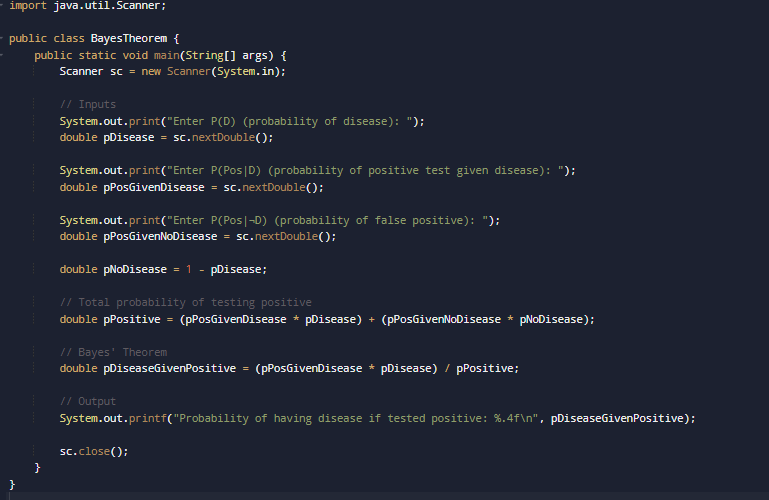 import java.util.Scanner;
public class BayesTheorem {
public static void main(String[] args) {
Scanner sc = new Scanner(System.in);
// Inputs
System.out.print("Enter P(D) (probability of disease): ");
double pDisease = sc.nextDouble();
System.out.print("Enter P(Pos|D) (probability of positive test given disease): ");
double pPosGivenDisease = sc.nextDouble();
System.out.print("Enter P(Pos|¬D) (probability of false positive): ");
double pPosGivenNoDisease = sc.nextDouble();
double pNoDisease = 1 - pDisease;
// Total probability of testing positive
double pPositive = (pPosGivenDisease * pDisease) + (pPosGivenNoDisease * pNoDisease);
// Bayes' Theorem
double pDiseaseGivenPositive = (pPosGivenDisease * pDisease) / pPositive;
// Output
System.out.printf("Probability of having disease if tested positive: %.4f\n", pDiseaseGivenPositive);
sc.close();
}
}